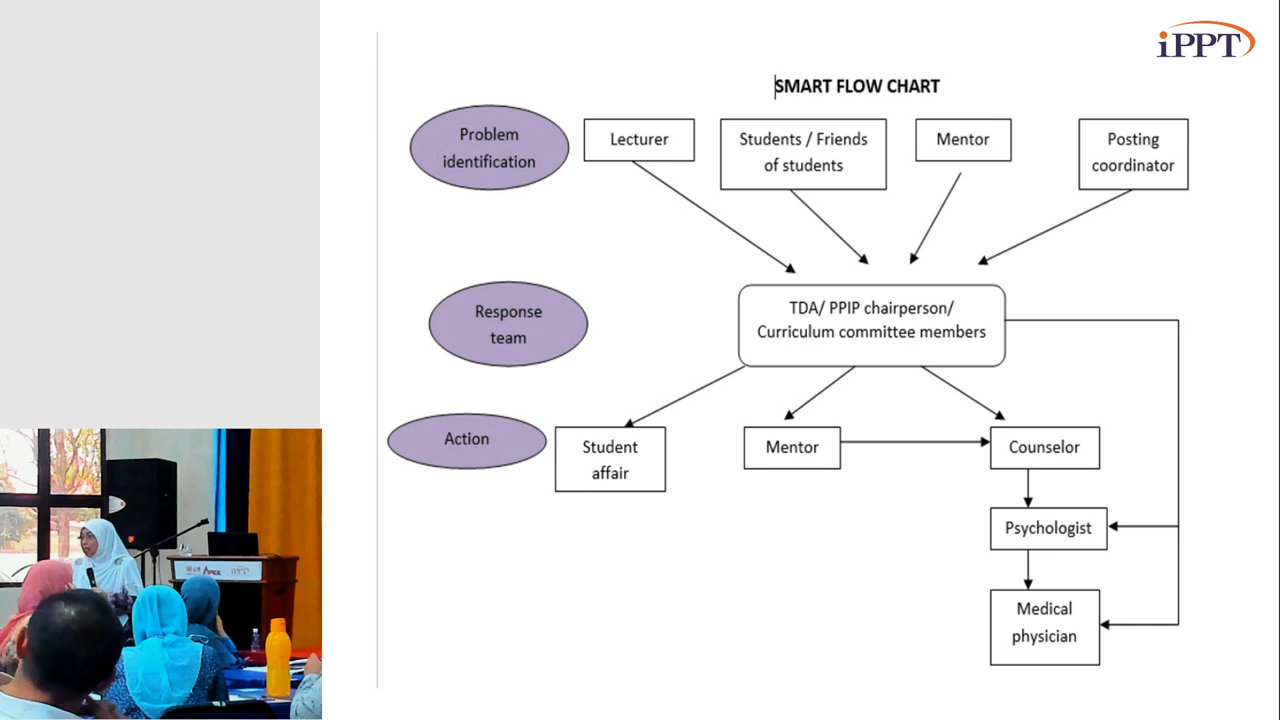 iPPT
SMART FLOW CHART
Problem
identification
Lecturer
Students / Friends
of students
Mentor
Posting
coordinator
Response
team
TDA/ PPIP chairperson/
Curriculum committee members
Action
Student
affair
Mentor
Counselor
Psychologist
Medical
physician
APEX